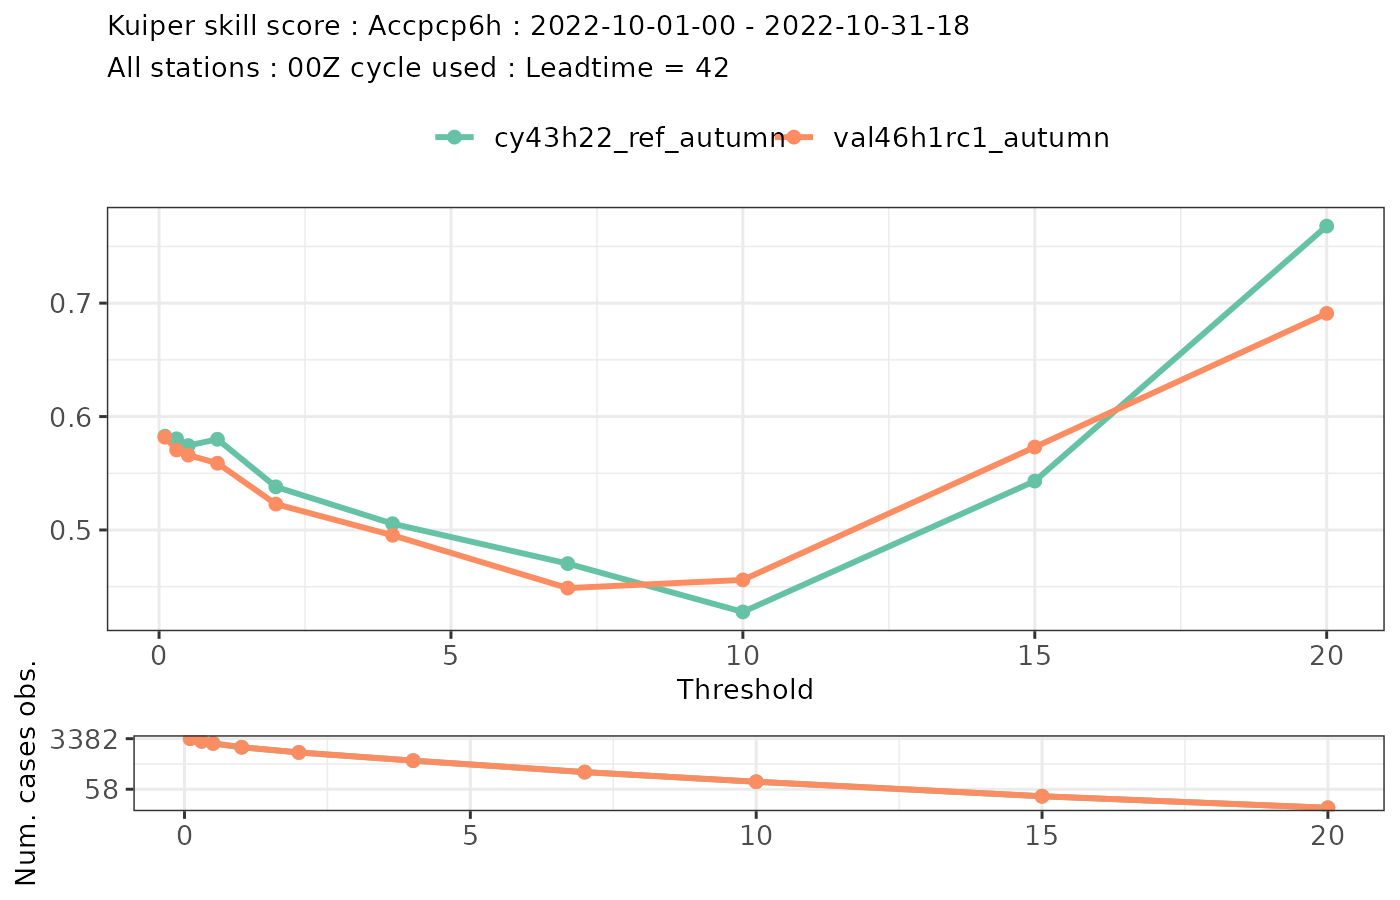 Kuiper skill score : Accpcp6h : 2022-10-01-00 - 2022-10-31-18
All stations : 00Z cycle used : Leadtime = 42
cy43h22_ref_autumn val46h1rc1_autumn
0.7
0.6
0.5
0 5 10 15 20
Threshold
Num. cases obs.
3382
58
0 5 10 15 20